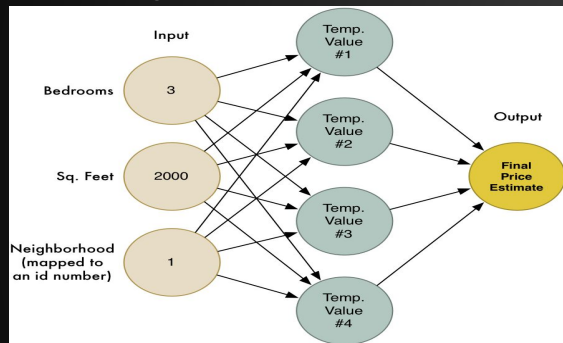 Input
Temp.
Value
#1
Bedrooms
3
Temp.
Value
#2
Output
Sq. Feet
2000
Final
Price
Estimate
Temp.
Value
#3
Neighborhood
(mapped to
an id number)
1
Temp.
Value
#4